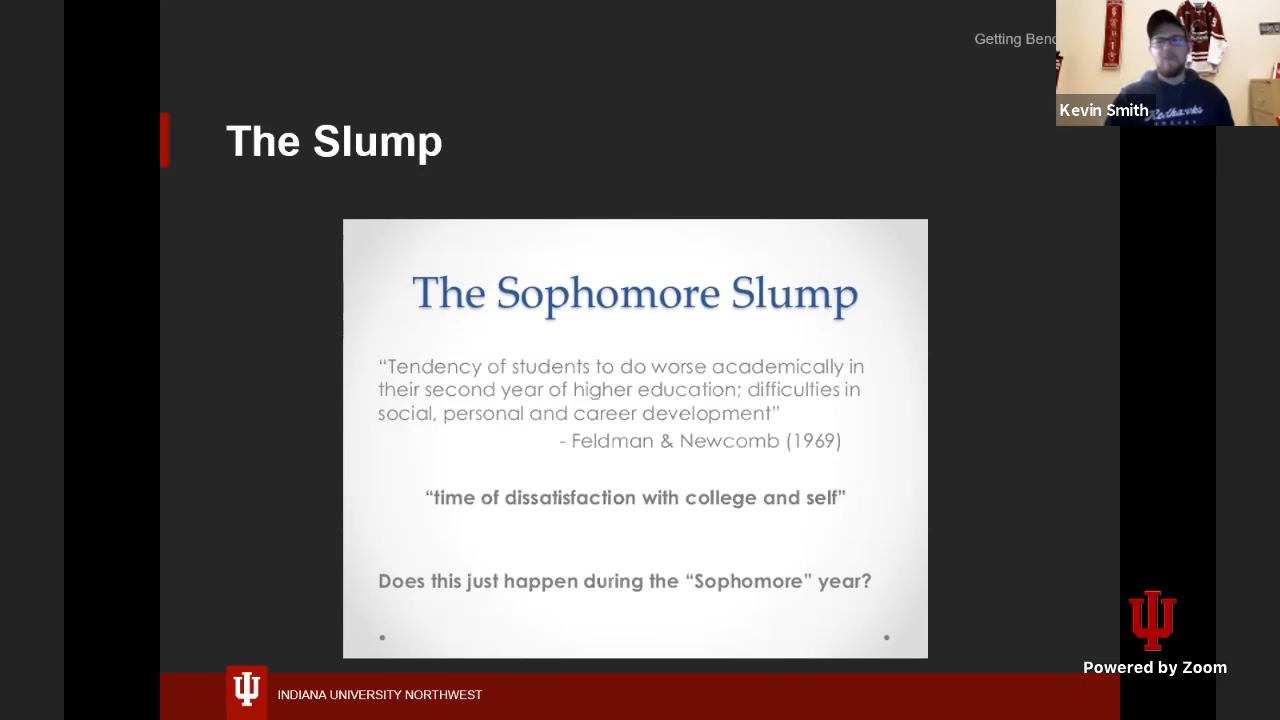 Getting
Kevin Smith
The Slump
The Sophomore Slump
“Tendency of students to do worse academically in
their second year of higher education; difficulties in
social, personal and career development”
- Feldman & Newcomb (1969)
“time of dissatisfaction with college and self”
Does this just happen during the “Sophomore” year?
Powered by Zoom
INDIANA UNIVERSITY NORTHWEST